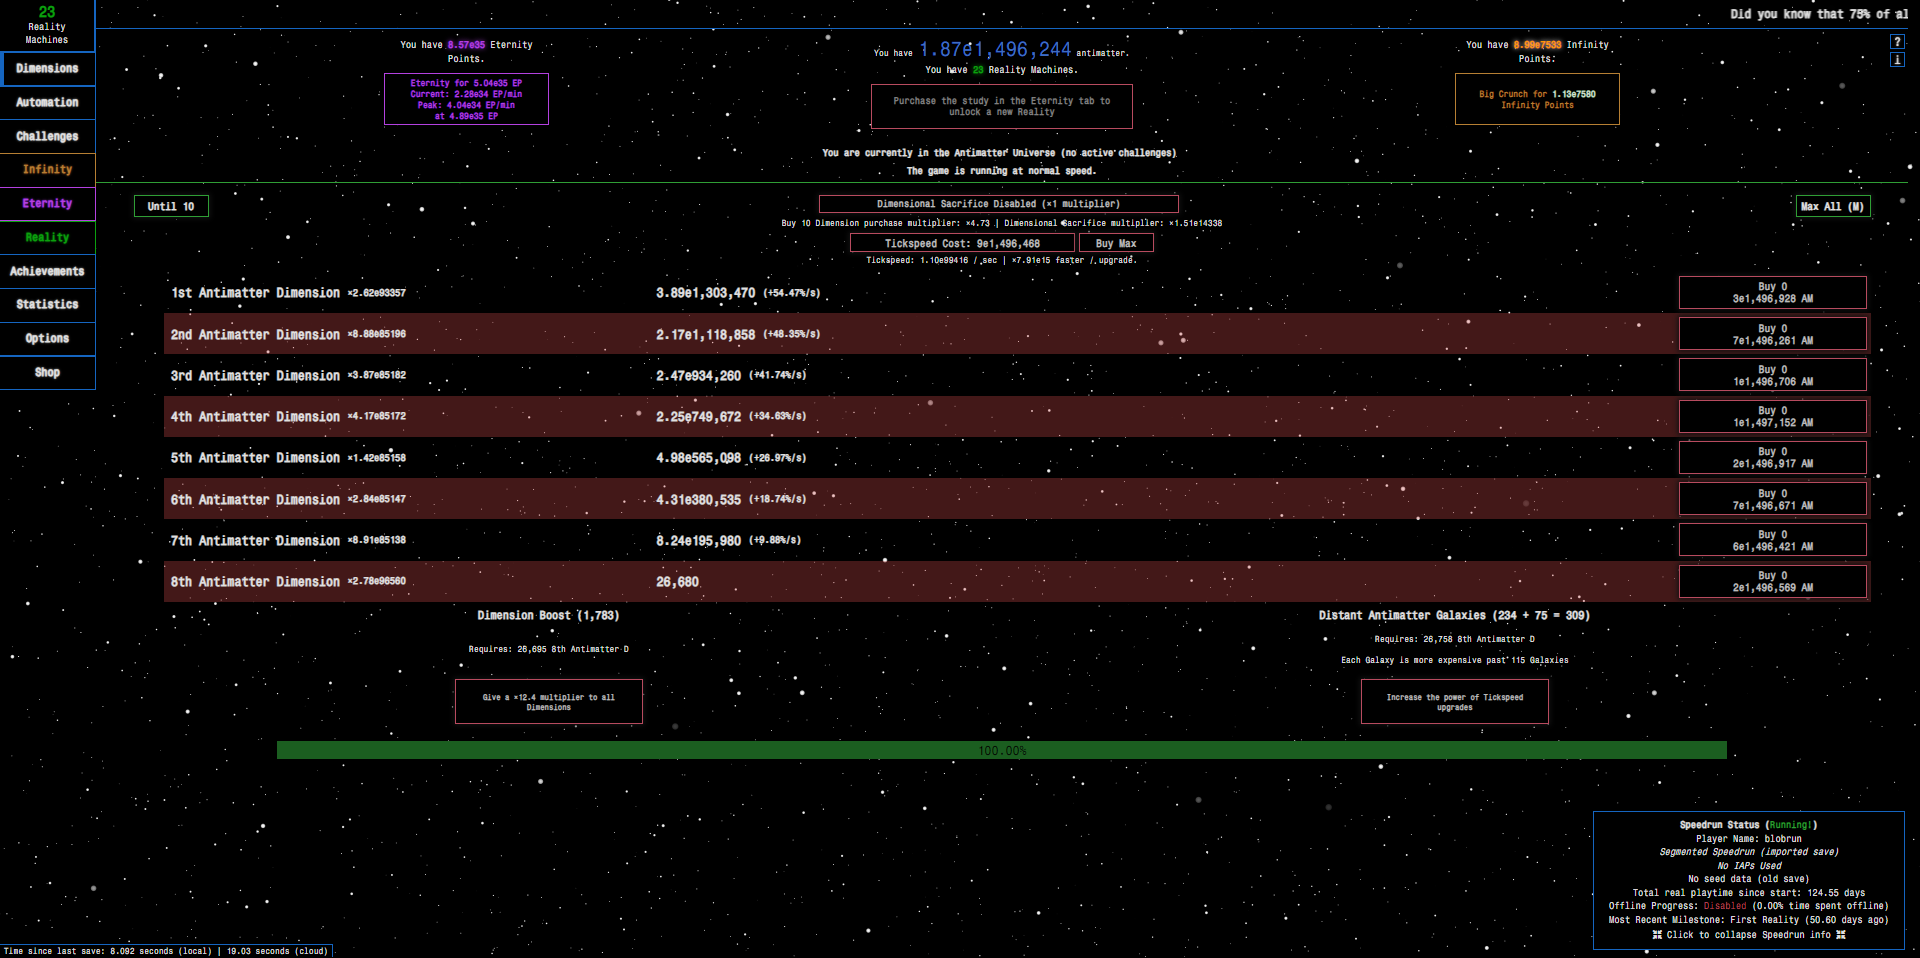 23
Reality
Machines
Dimensions
Automation
Challenges
Infinity
Eternity
Reality
Achievements
Statistics
Options
Shop
Did you know that 75% of al
You have 8.57e35 Eternity
Points.
Eternity for 5.04e35 EP
Current: 2.28e34 EP/min
Peak: 4.04e34 EP/min
at 4.89e35 EP
You have 1.87e1,496,244 antimatter.
You have 23 Reality Machines.
Purchase the study in the Eternity tab to
unlock a new Reality
You have 8.99e7533 Infinity
Points.
Big Crunch for 1.13e7580
Infinity Points
?
i
You are currently in the Antimatter Universe (no active challenges)
The game is running at normal speed.
Until 10
Dimensional Sacrifice Disabled (×1 multiplier)
Max All (M)
Buy 10 Dimension purchase multiplier: ×4.73 | Dimensional Sacrifice multiplier: ×1.51e14338
Tickspeed Cost: 9e1,496,468
Buy Max
Tickspeed: 1.10e99416 / sec | ×7.91e15 faster / upgrade.
1st Antimatter Dimension ×2.62e93357 3.89e1,303,470 (+54.47%/s) Buy 0
3e1,496,928 AM
2nd Antimatter Dimension ×8.88e85196 2.17e1,118,858 (+48.35%/s) Buy 0
7e1,496,261 AM
3rd Antimatter Dimension ×3.87e85182 2.47e934,260 (+41.74%/s) Buy 0
1e1,496,706 AM
4th Antimatter Dimension ×4.17e85172 2.25e749,672 (+34.63%/s) Buy 0
1e1,497,152 AM
5th Antimatter Dimension ×1.42e85158 4.98e565,098 (+26.97%/s) Buy 0
2e1,496,917 AM
6th Antimatter Dimension ×2.84e85147 4.31e380,535 (+18.74%/s) Buy 0
7e1,496,671 AM
7th Antimatter Dimension ×8.91e85138 8.24e195,980 (+9.88%/s) Buy 0
6e1,496,421 AM
8th Antimatter Dimension ×2.78e96560 26,680 Buy 0
2e1,496,569 AM
Dimension Boost (1,783)
Requires: 26,695 8th Antimatter D
Give a ×12.4 multiplier to all
Dimensions
Distant Antimatter Galaxies (234 + 75 = 309)
Requires: 26,758 8th Antimatter D
Each Galaxy is more expensive past 115 Galaxies
Increase the power of Tickspeed
upgrades
100.00%
Speedrun Status (Running!)
Player Name: blobrun
Segmented Speedrun (imported save)
No IAPs Used
No seed data (old save)
Total real playtime since start: 124.55 days
Offline Progress: Disabled (0.00% time spent offline)
Most Recent Milestone: First Reality (50.60 days ago)
Click to collapse Speedrun info
Time since last save: 8.092 seconds (local) | 19.03 seconds (cloud)